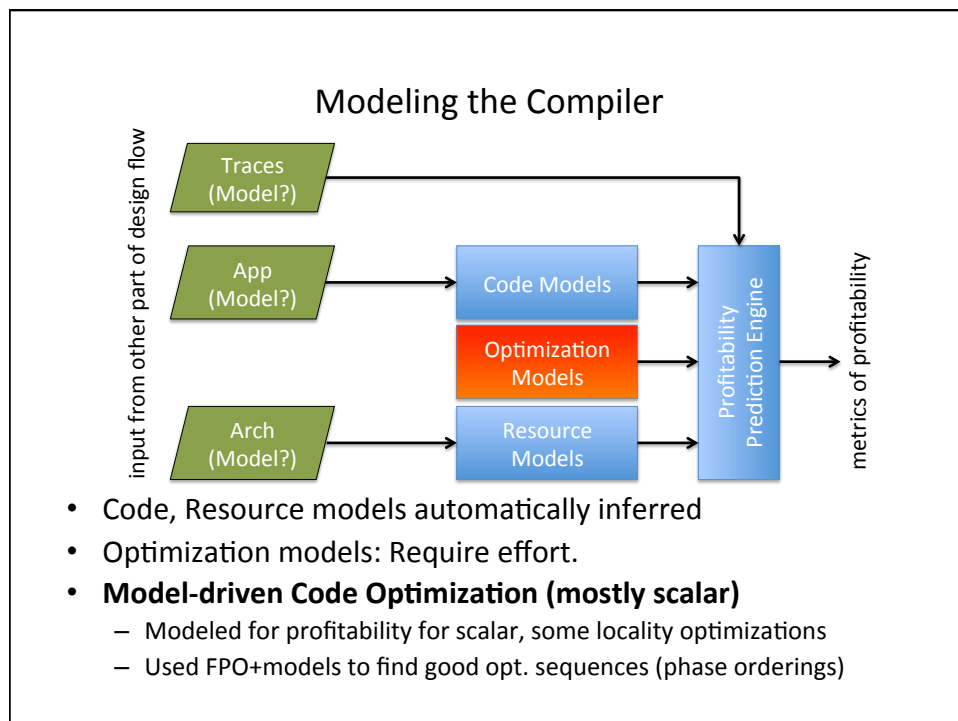 Modeling the Compiler
input from other part of design flow
Traces
(Model?)
App
(Model?)
Code Models
Optimization
Models
Arch
(Model?)
Resource
Models
Profitability
Prediction Engine
metrics of profitability
• Code, Resource models automatically inferred
• Optimization models: Require effort.
• Model-driven Code Optimization (mostly scalar)
– Modeled for profitability for scalar, some locality optimizations
– Used FPO+models to find good opt. sequences (phase orderings)